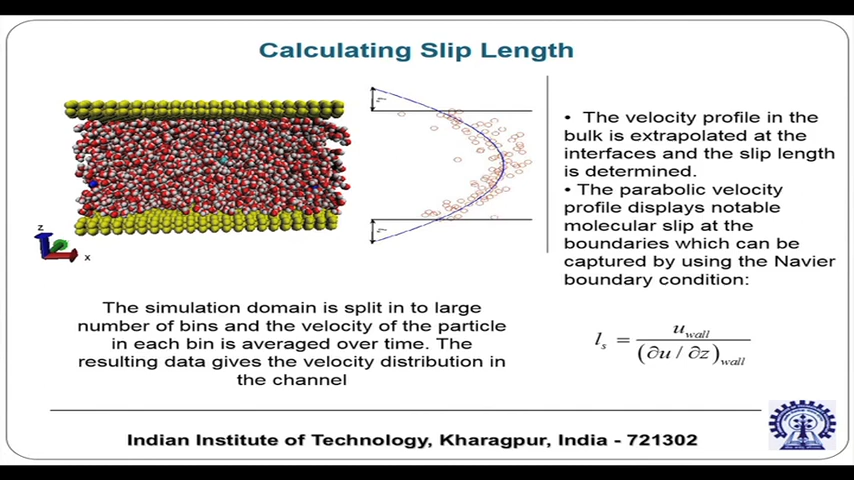 Calculating Slip Length
z
x
The simulation domain is split in to large
number of bins and the velocity of the particle
in each bin is averaged over time. The
resulting data gives the velocity distribution in
the channel
• The velocity profile in the
bulk is extrapolated at the
interfaces and the slip length
is determined.
• The parabolic velocity
profile displays notable
molecular slip at the
boundaries which can be
captured by using the Navier
boundary condition:
l_s = u_wall / (∂u / ∂z)_wall
Indian Institute of Technology, Kharagpur, India - 721302